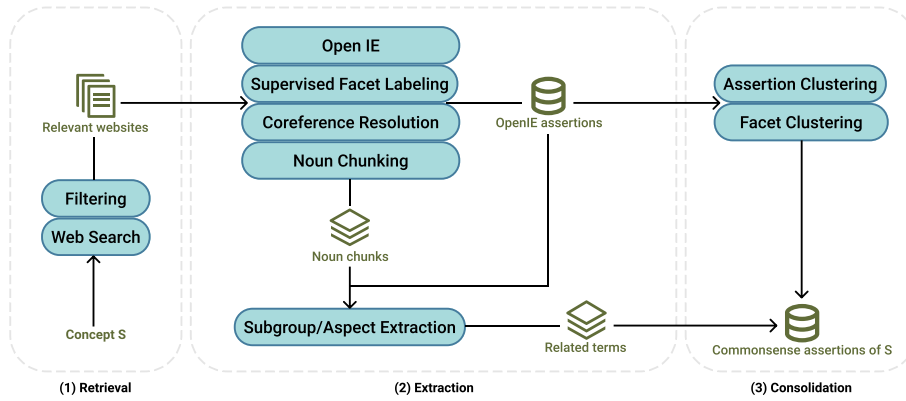 Relevant websites
Filtering
Web Search
Concept S
(1) Retrieval
Open IE
Supervised Facet Labeling
Coreference Resolution
Noun Chunking
OpenIE assertions
Noun chunks
Subgroup/Aspect Extraction
Related terms
(2) Extraction
Assertion Clustering
Facet Clustering
Commonsense assertions of S
(3) Consolidation